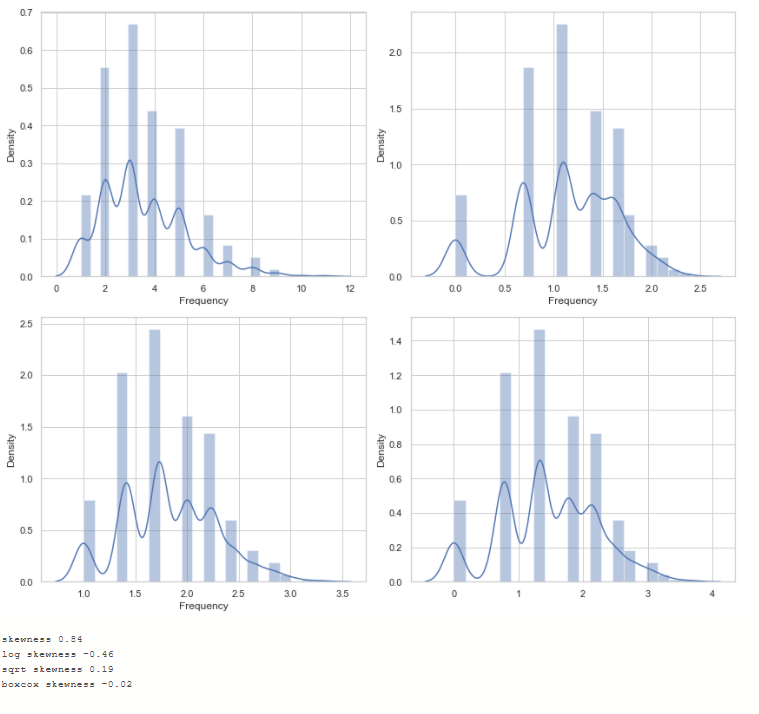 0.7
0.6
0.5
0.4
0.3
0.2
0.1
0.0
Density
0 2 4 6 8 10 12
Frequency
2.0
1.5
1.0
0.5
0.0
Density
0.0 0.5 1.0 1.5 2.0 2.5
Frequency
2.5
2.0
1.5
1.0
0.5
0.0
Density
1.0 1.5 2.0 2.5 3.0 3.5
Frequency
1.4
1.2
1.0
0.8
0.6
0.4
0.2
0.0
Density
0 1 2 3 4
skewness 0.84
log skewness -0.46
sqrt skewness 0.19
boxcox skewness -0.02